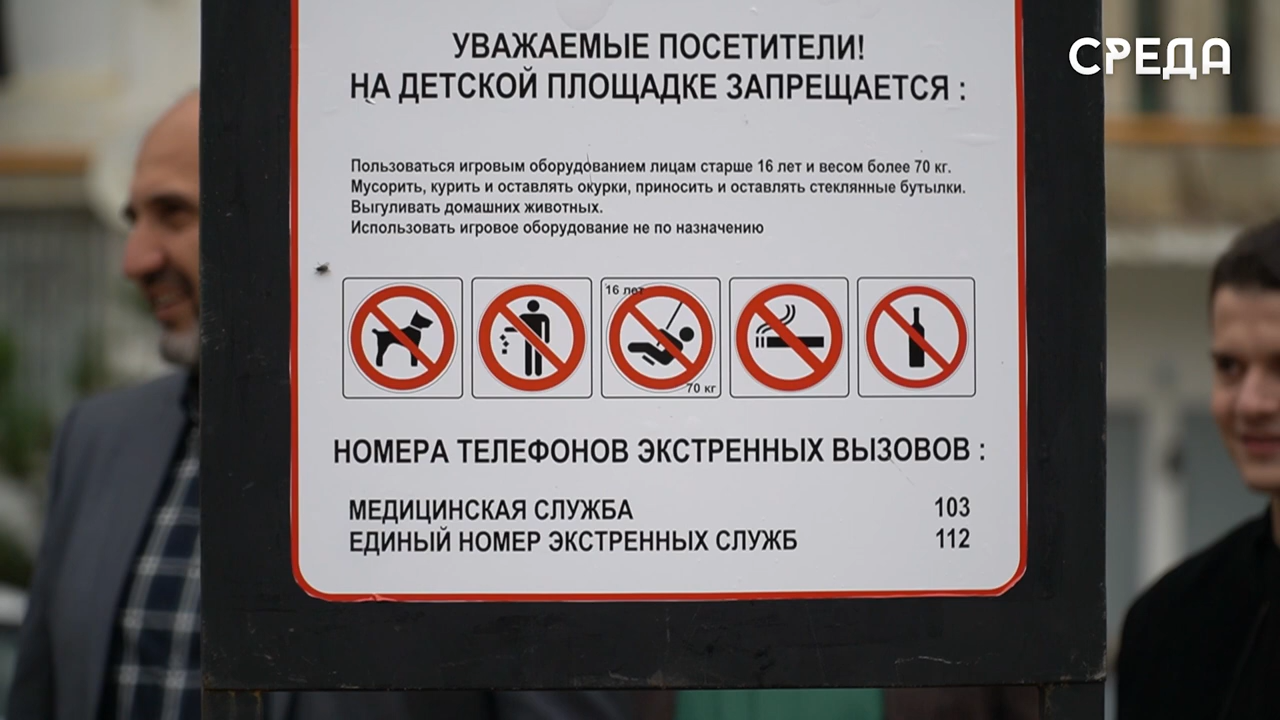 СРЕДА
УВАЖАЕМЫЕ ПОСЕТИТЕЛИ!
НА ДЕТСКОЙ ПЛОЩАДКЕ ЗАПРЕЩАЕТСЯ :
Пользоваться игровым оборудованием лицам старше 16 лет и весом более 70 кг.
Мусорить, курить и оставлять окурки, приносить и оставлять стеклянные бутылки.
Выгуливать домашних животных.
Использовать игровое оборудование не по назначению
16 лет
70 кг
НОМЕРА ТЕЛЕФОНОВ ЭКСТРЕННЫХ ВЫЗОВОВ :
МЕДИЦИНСКАЯ СЛУЖБА 103
ЕДИНЫЙ НОМЕР ЭКСТРЕННЫХ СЛУЖБ 112